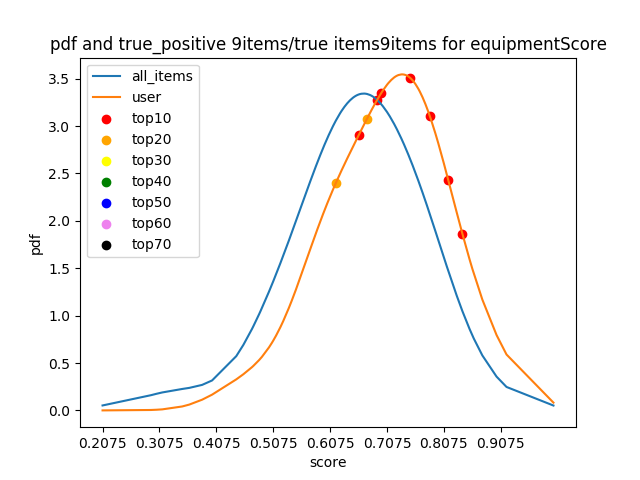 pdf and true_positive 9items/true items9items for equipmentScore
all_items
user
top10
top20
top30
top40
top50
top60
top70
pdf
3.5
3.0
2.5
2.0
1.5
1.0
0.5
0.0
0.2075 0.3075 0.4075 0.5075 0.6075 0.7075 0.8075 0.9075
score